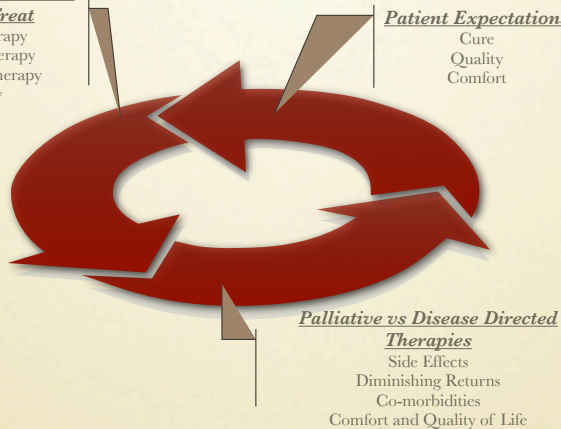 Treat
Patient Expectation
Cure
Quality
Comfort
Palliative vs Disease Directed
Therapies
Side Effects
Diminishing Returns
Co-morbidities
Comfort and Quality of Life